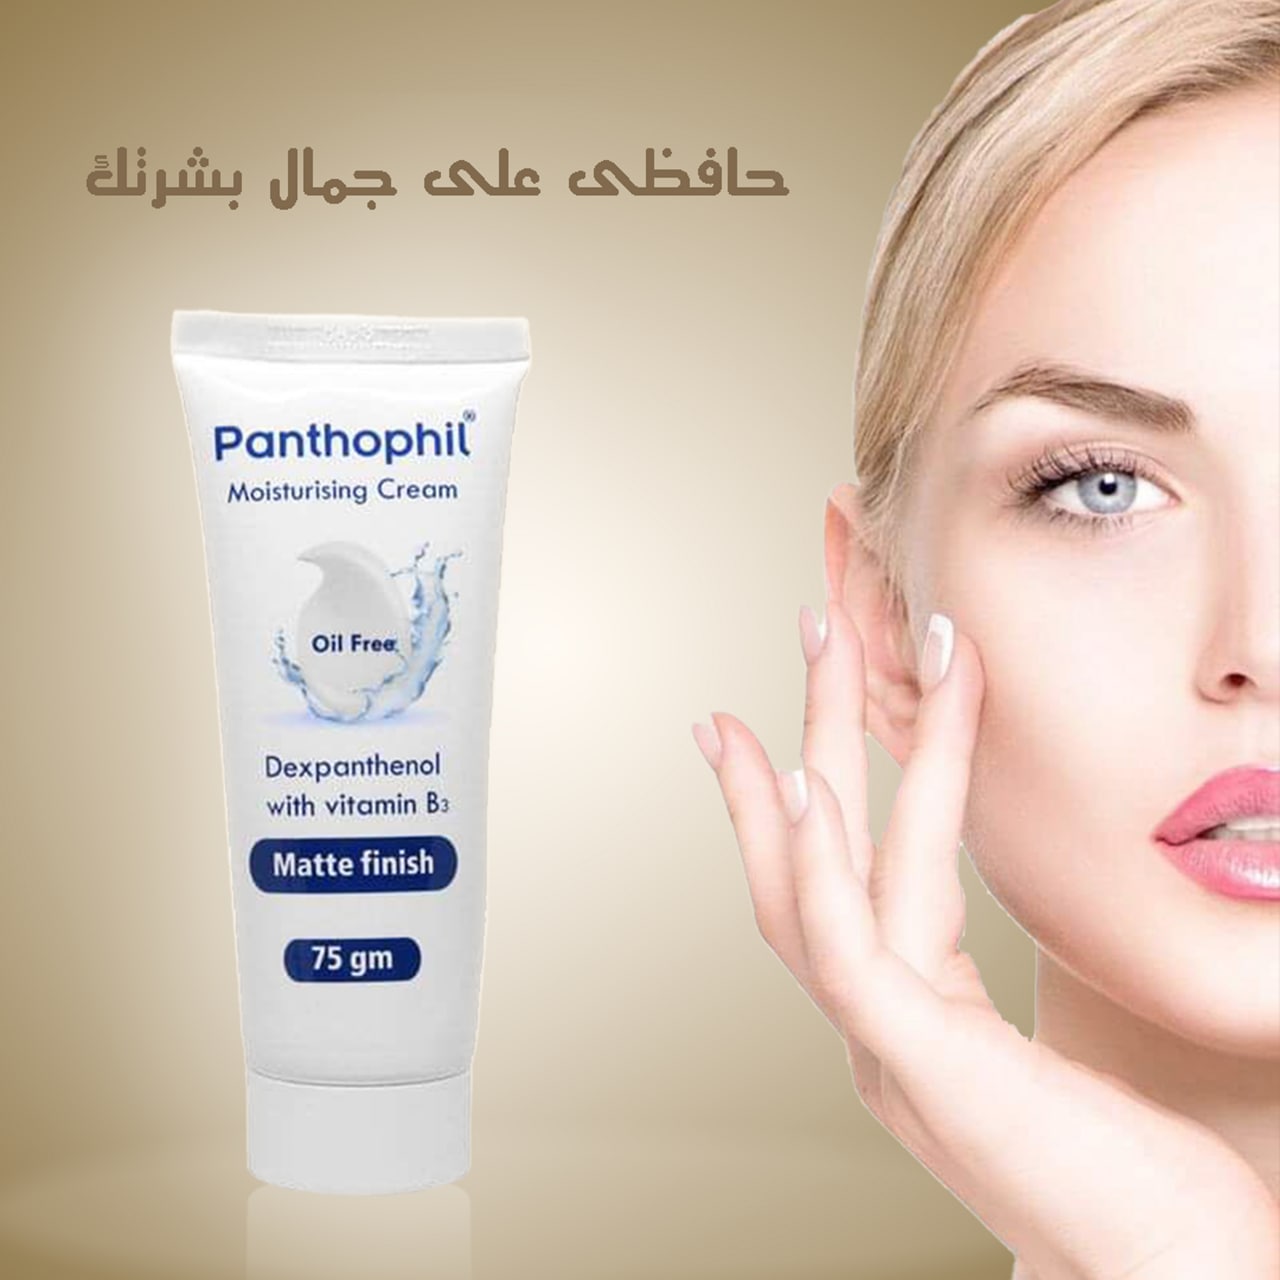 حافظى على جمال بشرتك
Panthophil®
Moisturising Cream
Oil Free
Dexpanthenol
with vitamin B3
Matte finish
75 gm